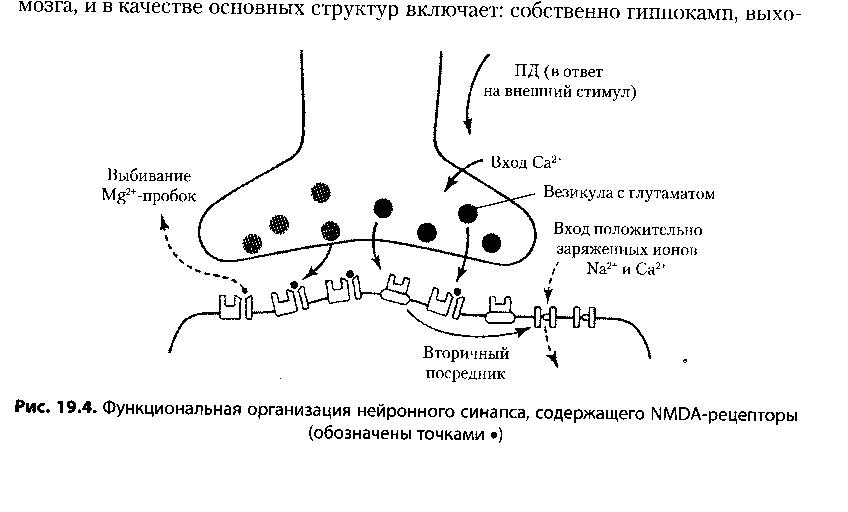 мозга, и в качестве основных структур включает: собственно гиппокамп, выхо-
ПД (в ответ
на внешний стимул)
Вход Ca²⁺
Выбивание
Mg²⁺-пробок
Везикула с глутаматом
Вход положительно
заряженных ионов
Na²⁺ и Ca²⁺
Вторичный
посредник
Рис. 19.4. Функциональная организация нейронного синапса, содержащего NMDA-рецепторы
(обозначены точками •)